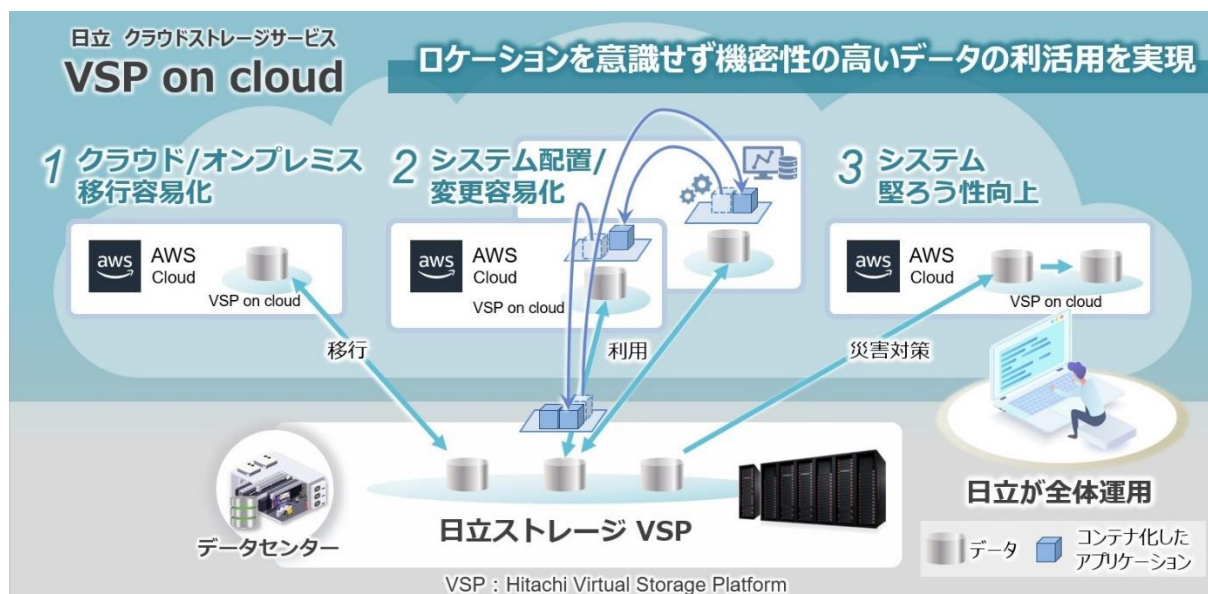 日立 クラウドストレージサービス
VSP on cloud
ロケーションを意識せず機密性の高いデータの利活用を実現
1 クラウド/オンプレミス
移行容易化
aws
AWS
Cloud
VSP on cloud
2 システム配置/
変更容易化
aws
AWS
Cloud
VSP on cloud
3 システム
堅ろう性向上
aws
AWS
Cloud
VSP on cloud
移行
利用
災害対策
データセンター
日立ストレージ VSP
日立が全体運用
データ
コンテナ化した
アプリケーション
VSP：Hitachi Virtual Storage Platform